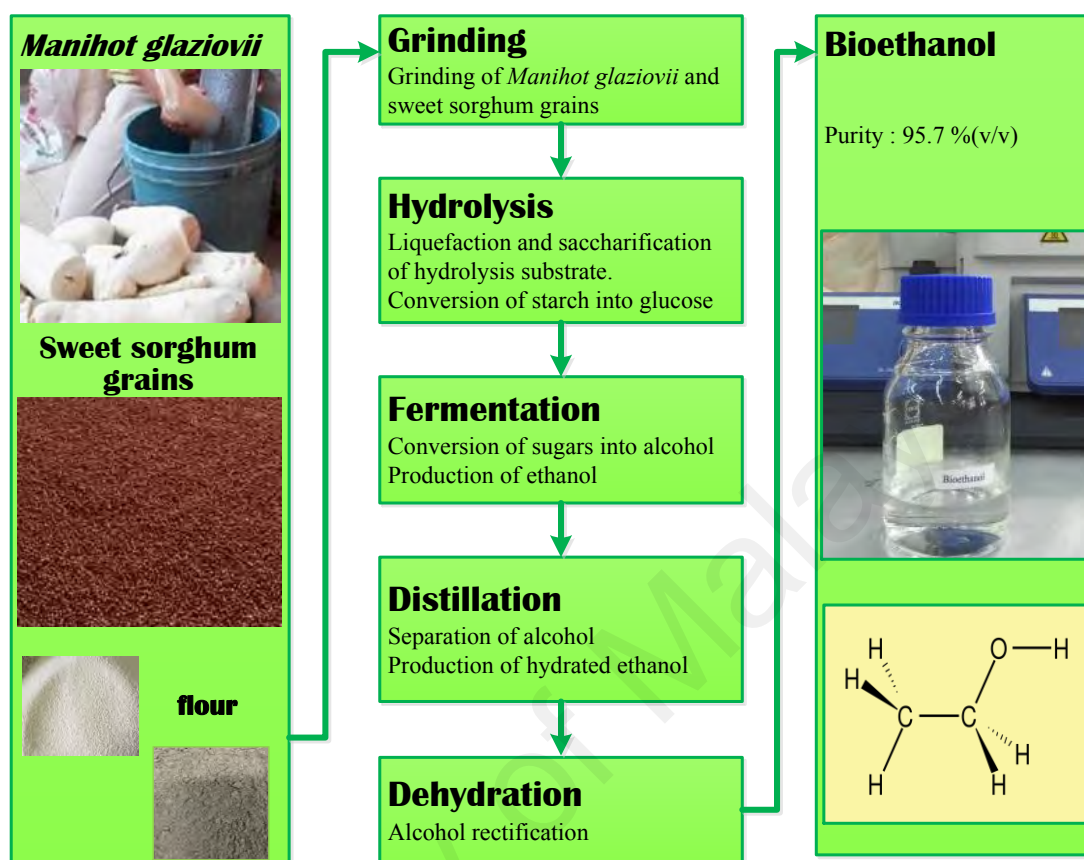 Manihot glaziovii
Sweet sorghum
grains
flour
Grinding
Grinding of Manihot glaziovii and
sweet sorghum grains
Hydrolysis
Liquefaction and saccharification
of hydrolysis substrate.
Conversion of starch into glucose
Fermentation
Conversion of sugars into alcohol
Production of ethanol
Distillation
Separation of alcohol
Production of hydrated ethanol
Dehydration
Alcohol rectification
Bioethanol
Purity : 95.7 %(v/v)
Bioethanol
H
O—H
H
C—C
H
H
H
of Mala